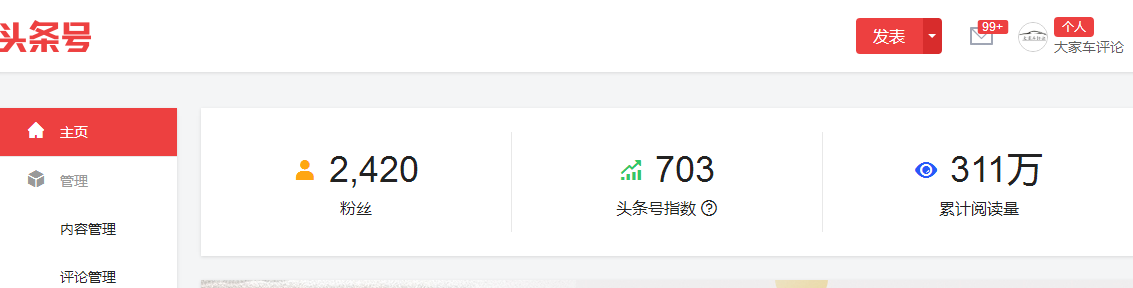 头条号
发表
99+
个人
大家车评论
主页
管理
内容管理
评论管理
2,420
粉丝
703
头条号指数
311万
累计阅读量